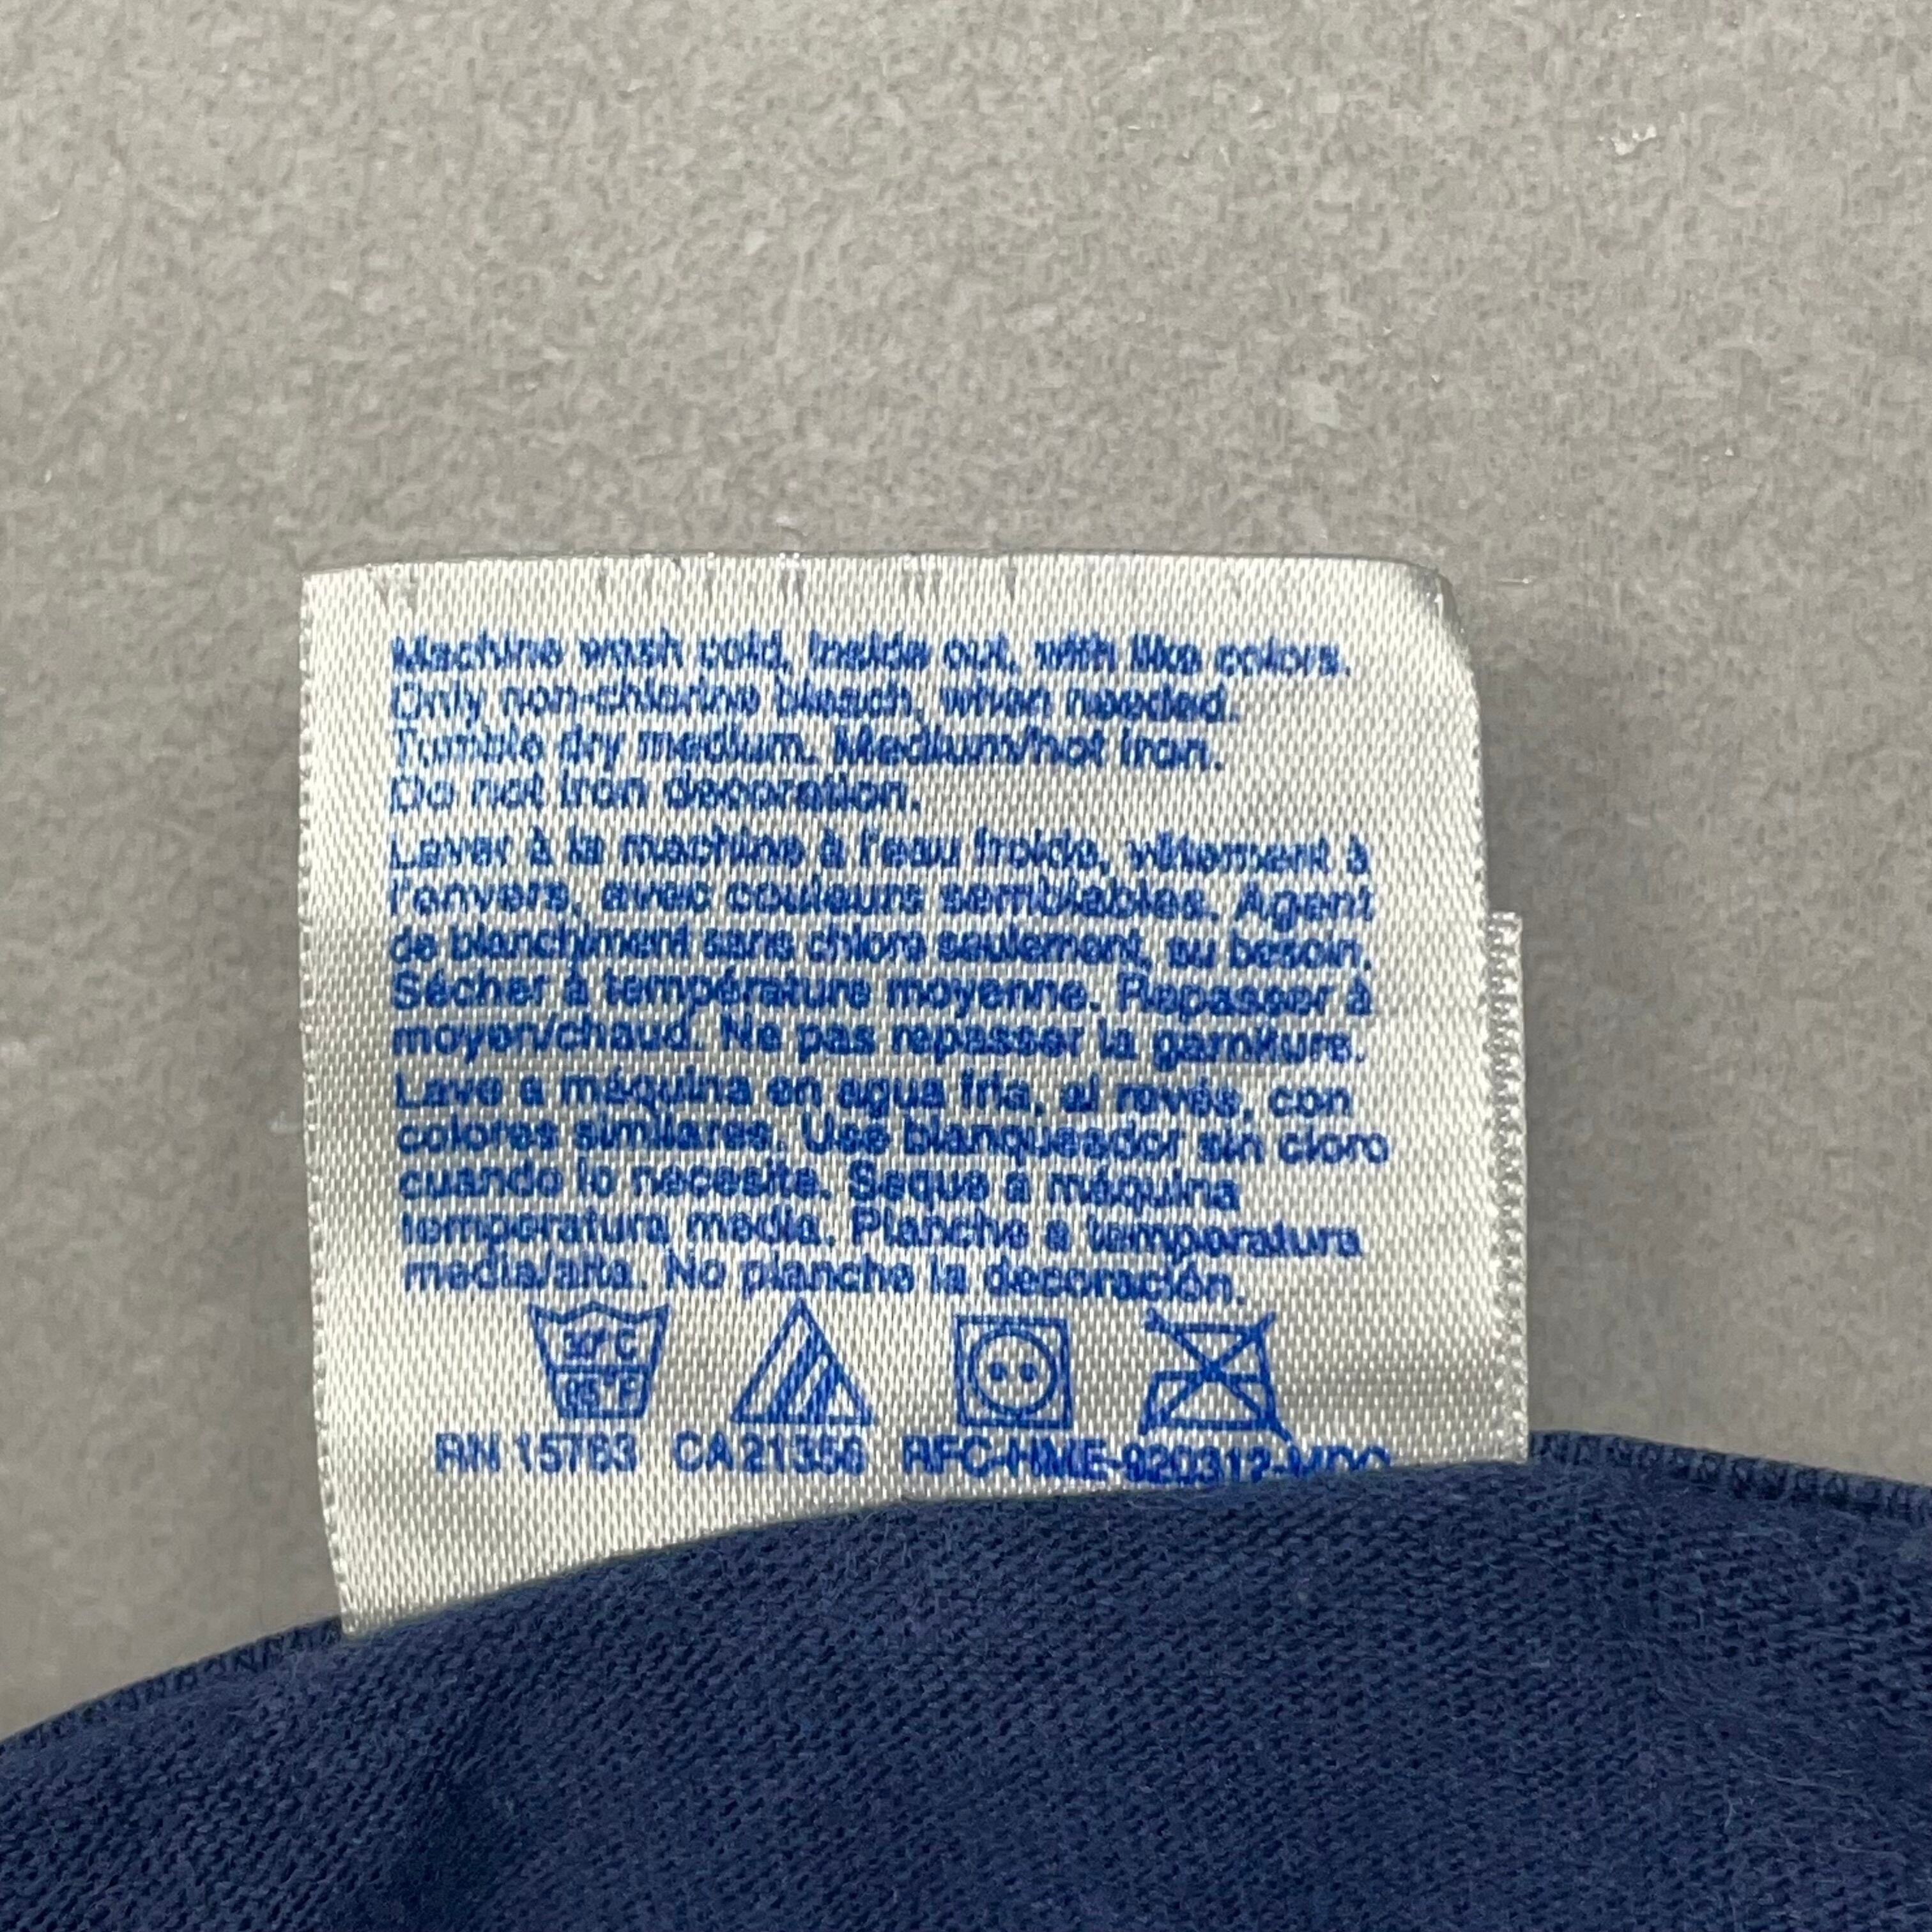 Machine wash cold, inside out, with like colors.
Only non-chlorine bleach, when needed.
Tumble dry medium. Medium/hot iron.
Do not iron decoration.
Laver à la machine à l'eau froide, vêtement à
l'envers, avec couleurs semblables. Agent
de blanchiment sans chlore seulement, au besoin.
Sécher à température moyenne. Repasser à
moyen/chaud. Ne pas repasser la garniture.
Lave a máquina en agua fría, al revés, con
colores similares. Use blanqueador sin cloro
cuando lo necesite. Seque a máquina
temperatura media. Planche a temperatura
media/alta. No planche la decoración.
RN 15763 CA 21356